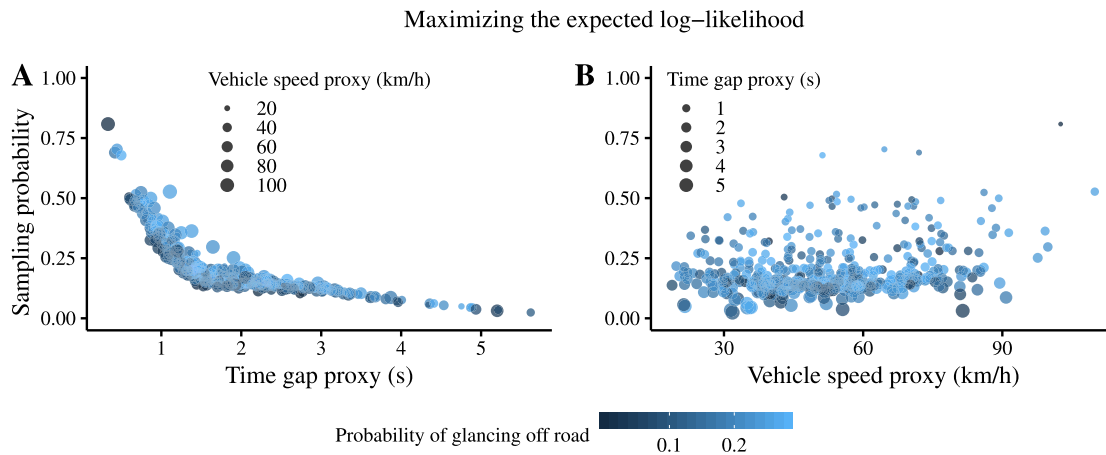 Maximizing the expected log−likelihood
A
Sampling probability
1.00
0.75
0.50
0.25
0.00
Vehicle speed proxy (km/h)
20
40
60
80
100
1 2 3 4 5
Time gap proxy (s)
B
1.00
0.75
0.50
0.25
0.00
Time gap proxy (s)
1
2
3
4
5
30 60 90
Vehicle speed proxy (km/h)
Probability of glancing off road
0.1 0.2